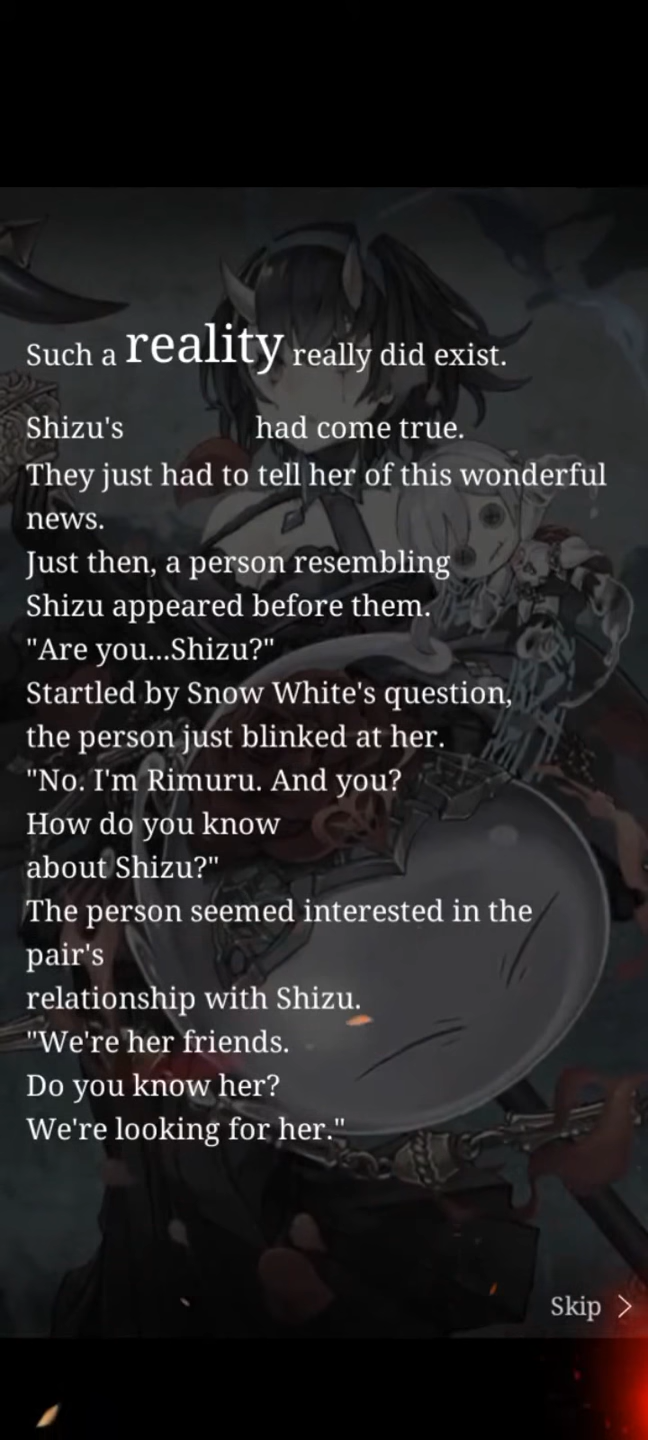 Such a reality really did exist.
Shizu's had come true.
They just had to tell her of this wonderful
news.
Just then, a person resembling
Shizu appeared before them.
"Are you...Shizu?"
Startled by Snow White's question,
the person just blinked at her.
"No. I'm Rimuru. And you?
How do you know
about Shizu?"
The person seemed interested in the
pair's
relationship with Shizu.
"We're her friends.
Do you know her?
We're looking for her."
Skip >